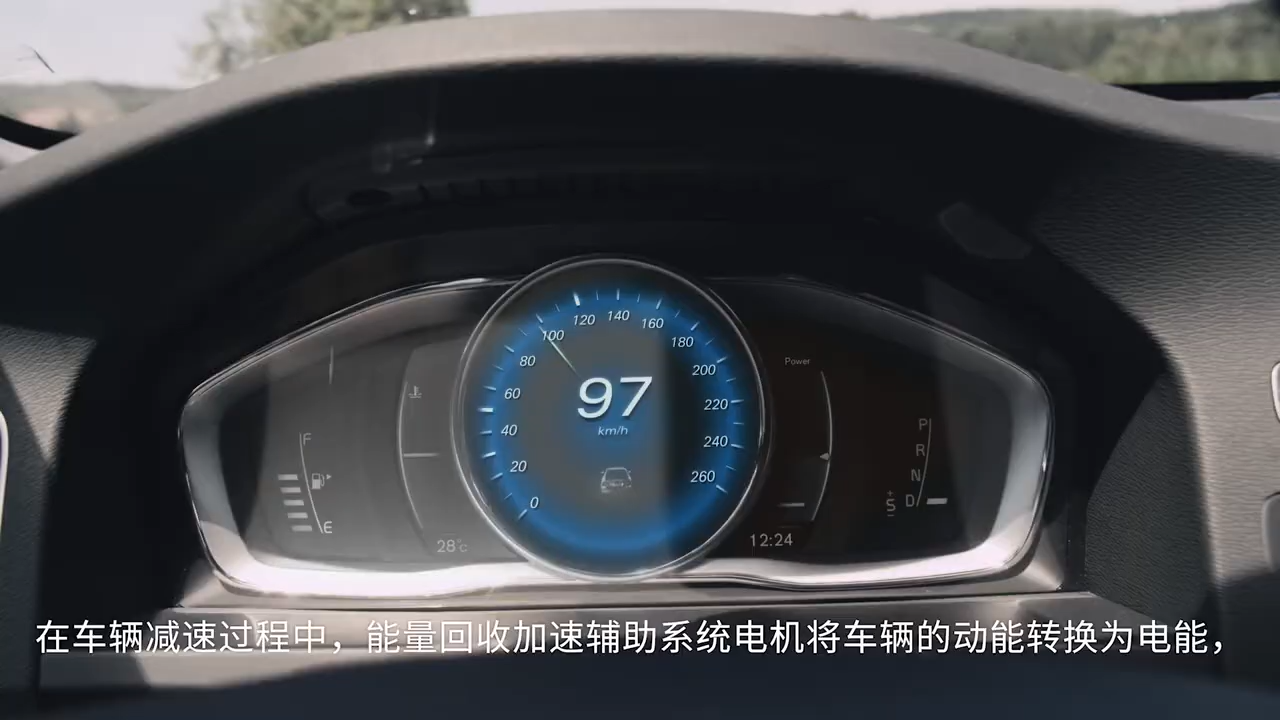 120
140
160
100
180
80
200
60
220
40
240
20
260
0
97
km/h
Power
F
E
28°C
12:24
P
R
N
D
+
S
-
在车辆减速过程中，能量回收加速辅助系统电机将车辆的动能转换为电能，